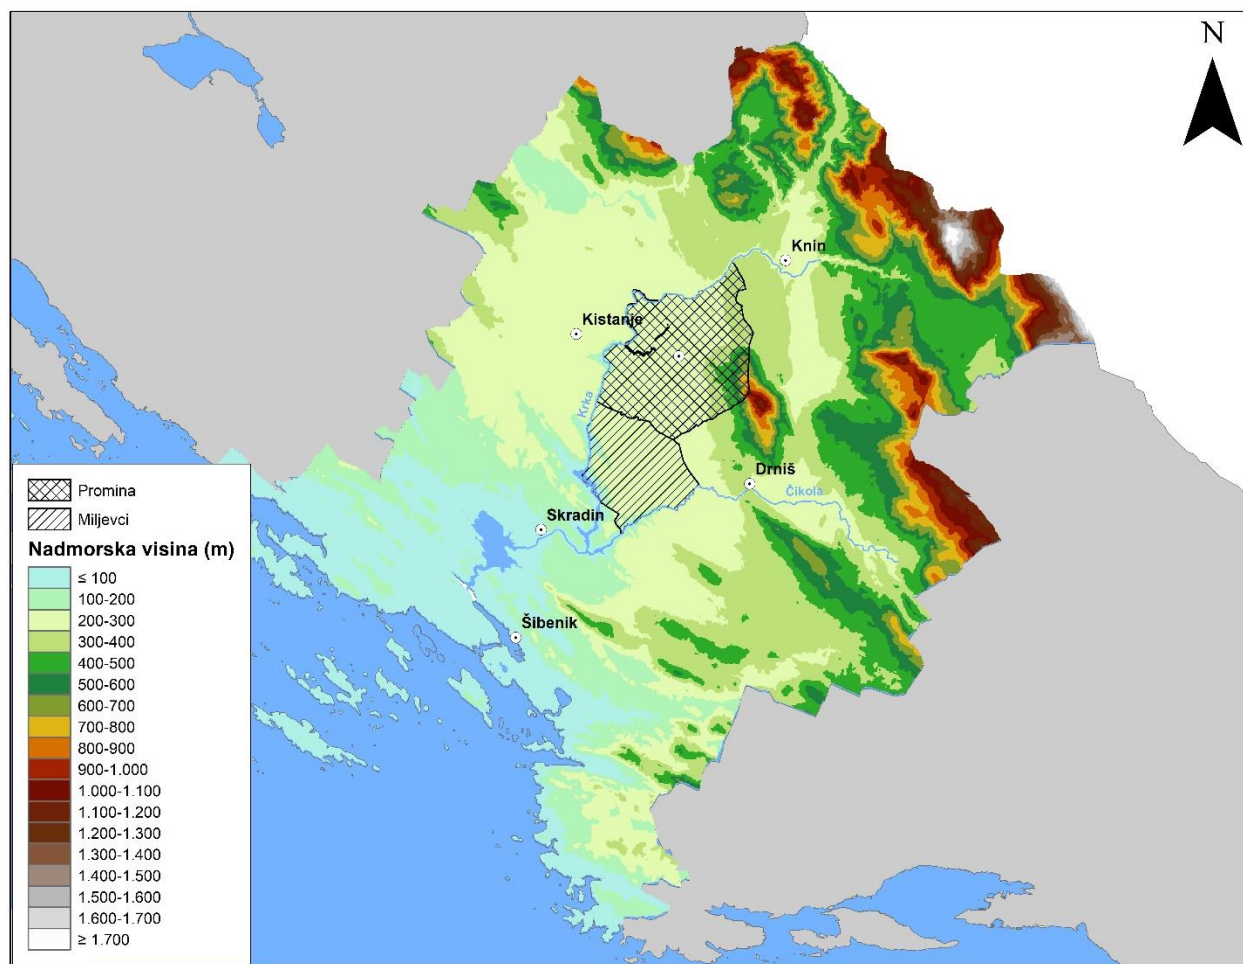 N
Knin
Kistanje
Krka
Drniš
Čikola
Skradin
Šibenik
Promina
Miljevci
Nadmorska visina (m)
≤ 100
100-200
200-300
300-400
400-500
500-600
600-700
700-800
800-900
900-1.000
1.000-1.100
1.100-1.200
1.200-1.300
1.300-1.400
1.400-1.500
1.500-1.600
1.600-1.700
≥ 1.700